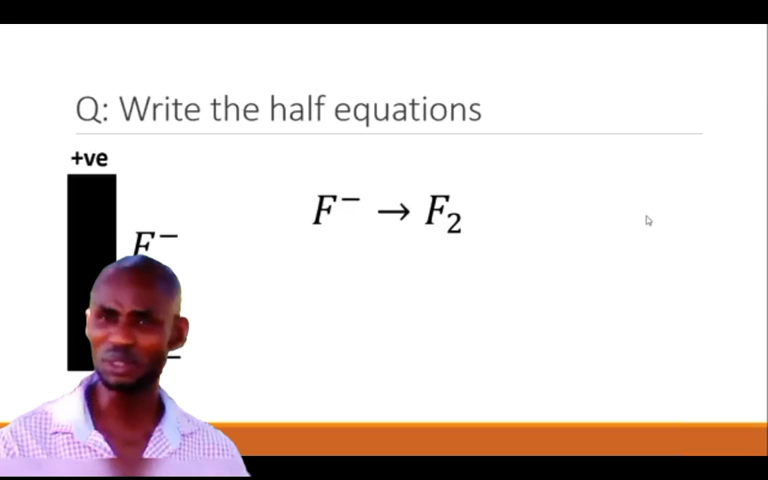 Q: Write the half equations
+ve
F⁻ → F₂
F⁻